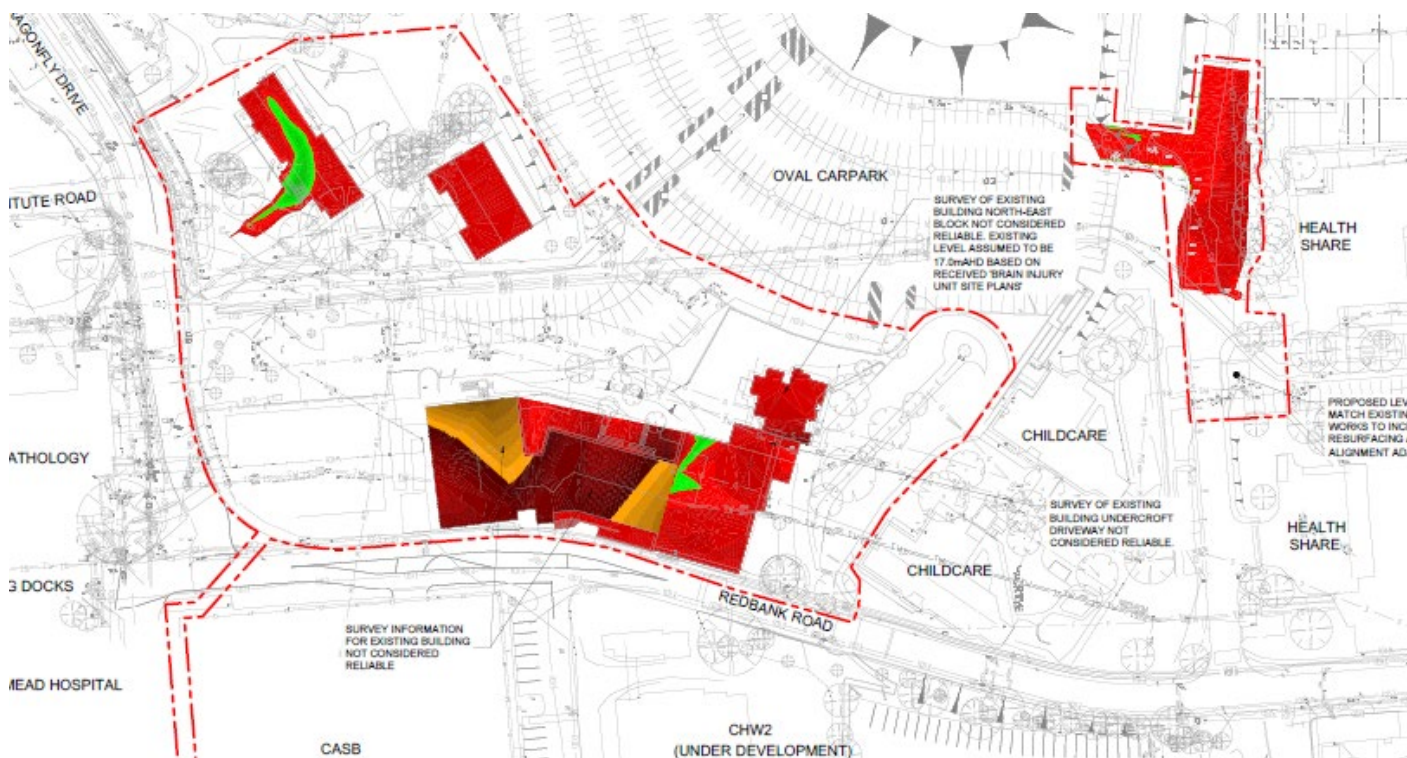 AGONFLY DRIVE
ITUTE ROAD
OVAL CARPARK
SURVEY OF EXISTING
BUILDING NORTH-EAST
BLOCK NOT CONSIDERED
RELIABLE. EXISTING
LEVEL ASSUMED TO BE
17.0mAHD BASED ON
RECEIVED 'BRAIN INJURY
UNIT SITE PLANS'
HEALTH
SHARE
PROPOSED LEV
MATCH EXISTIN
WORKS TO INC
RESURFACING
ALIGNMENT AD
CHILDCARE
ATHOLOGY
SURVEY OF EXISTING
BUILDING UNDERCROFT
DRIVEWAY NOT
CONSIDERED RELIABLE.
HEALTH
SHARE
CHILDCARE
G DOCKS
REDBANK ROAD
SURVEY INFORMATION
FOR EXISTING BUILDING
NOT CONSIDERED
RELIABLE
MEAD HOSPITAL
CASB
CHW2
(UNDER DEVELOPMENT)